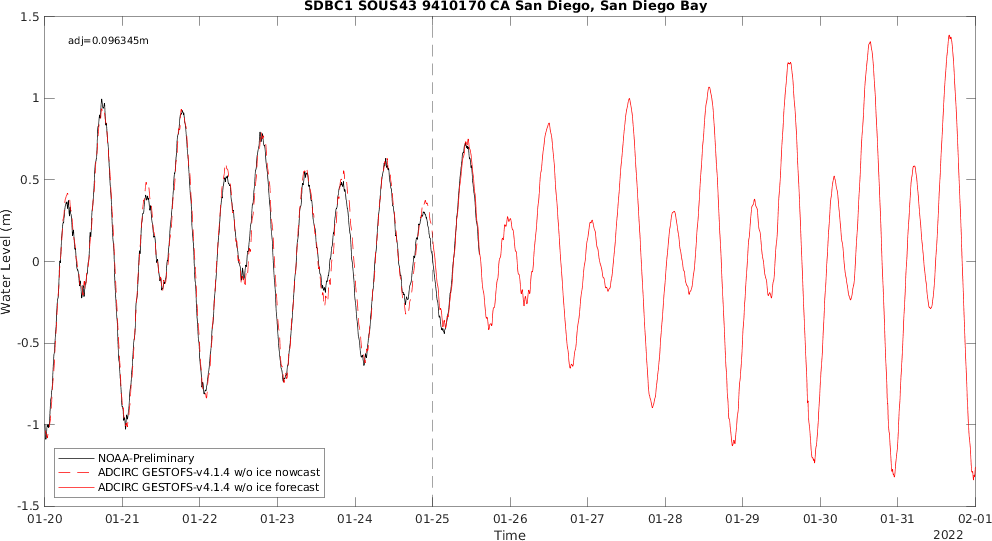 SDBC1 SOUS43 9410170 CA San Diego, San Diego Bay
1.5
adj=0.096345m
1
0.5
0
-0.5
-1
-1.5
Water Level (m)
NOAA-Preliminary
ADCIRC GESTOFS-v4.1.4 w/o ice nowcast
ADCIRC GESTOFS-v4.1.4 w/o ice forecast
01-20 01-21 01-22 01-23 01-24 01-25 01-26 01-27 01-28 01-29 01-30 01-31 02-01
Time
2022